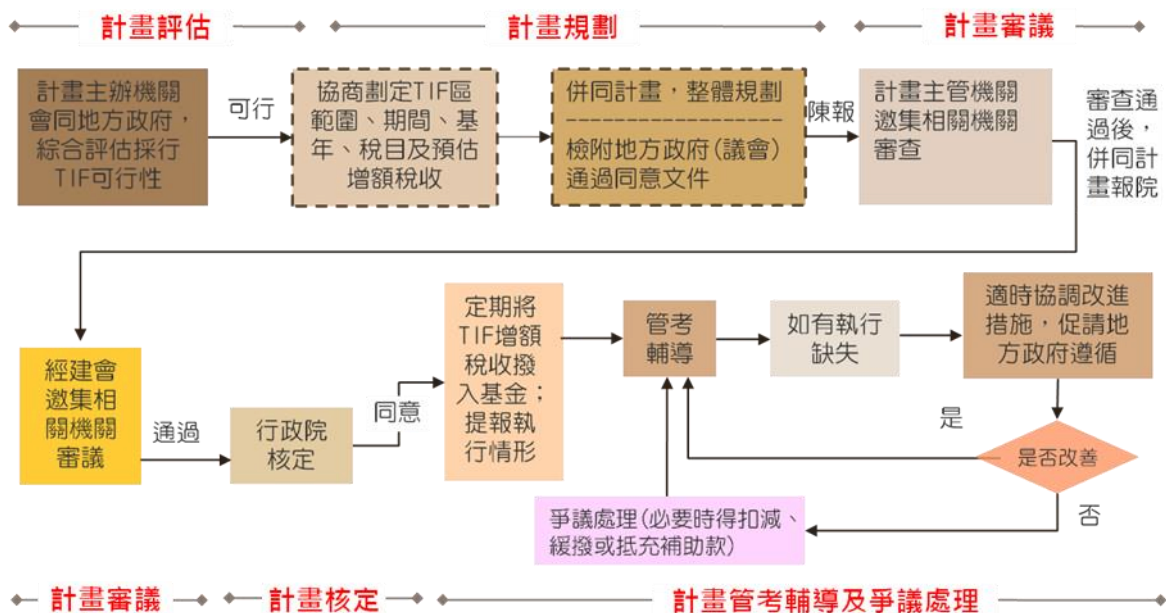 計畫評估
計畫規劃
計畫審議
計畫主辦機關
會同地方政府，
綜合評估採行
TIF可行性
可行
協商劃定TIF區
範圍、期間、基
年、稅目及預估
增額稅收
併同計畫，整體規劃
檢附地方政府(議會)
通過同意文件
陳報
計畫主管機關
邀集相關機關
審查
審查通
過後，
併同計
畫報院
經建會
邀集相
關機關
審議
通過
行政院
核定
同意
定期將
TIF增額
稅收撥
入基金；
提報執
行情形
管考
輔導
如有執行
缺失
適時協調改進
措施，促請地
方政府遵循
是
是否改善
否
爭議處理(必要時得扣減、
緩撥或抵充補助款)
計畫審議
計畫核定
計畫管考輔導及爭議處理